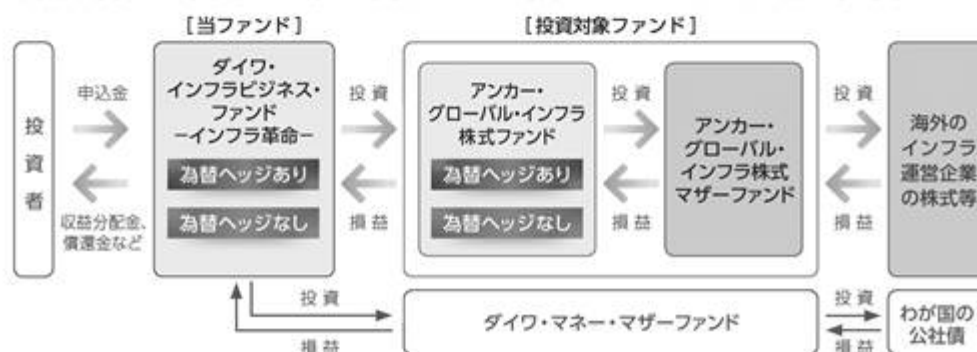 [当ファンド]
[投資対象ファンド]
投資者
申込金
収益分配金、
償還金など
ダイワ・
インフラビジネス・
ファンド
−インフラ革命−
為替ヘッジあり
為替ヘッジなし
投資
損益
アンカー・
グローバル・インフラ
株式ファンド
為替ヘッジあり
為替ヘッジなし
投資
損益
アンカー・
グローバル・
インフラ株式
マザーファンド
投資
損益
海外の
インフラ
運営企業
の株式等
投資
損益
ダイワ・マネー・マザーファンド
投資
損益
わが国の
公社債